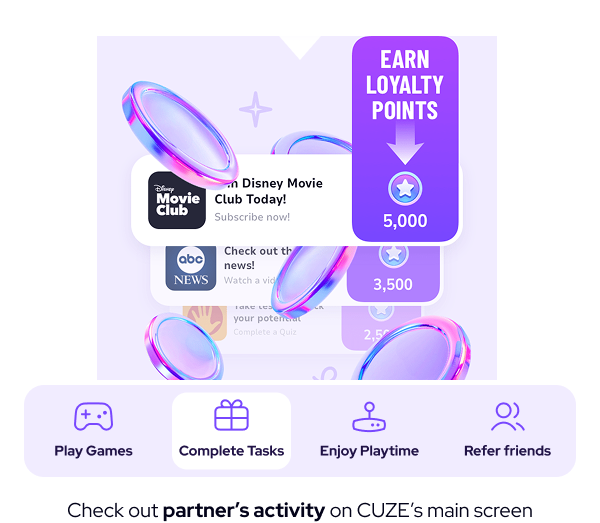 EARN
LOYALTY
POINTS
Disney
Movie
Club
in Disney Movie
Club Today!
Subscribe now!
5,000
abc
NEWS
Check out th
news!
Watch a vid
3,500
your potential
Complete a Quiz
Play Games
Complete Tasks
Enjoy Playtime
Refer friends
Check out partner's activity on CUZE's main screen